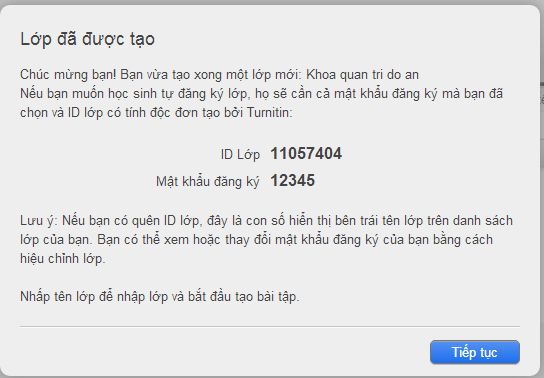 Lớp đã được tạo
Chúc mừng bạn! Bạn vừa tạo xong một lớp mới: Khoa quan tri do an
Nếu bạn muốn học sinh tự đăng ký lớp, họ sẽ cần cả mật khẩu đăng ký mà bạn đã
chọn và ID lớp có tính độc đơn tạo bởi Turnitin:
ID Lớp 11057404
Mật khẩu đăng ký 12345
Lưu ý: Nếu bạn có quên ID lớp, đây là con số hiển thị bên trái tên lớp trên danh sách
lớp của bạn. Bạn có thể xem hoặc thay đổi mật khẩu đăng ký của bạn bằng cách
hiệu chỉnh lớp.
Nhấp tên lớp để nhập lớp và bắt đầu tạo bài tập.
Tiếp tục